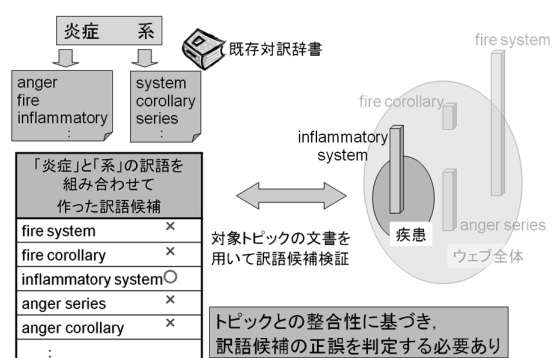 炎症 系
既存対訳辞書
anger
fire
inflammatory
:
system
corollary
series
:
「炎症」と「系」の訳語を
組み合わせて
作った訳語候補
fire system ×
fire corollary ×
inflammatory system ○
anger series ×
anger corollary ×
:
対象トピックの文書を
用いて訳語候補検証
fire system
fire corollary
inflammatory
system
anger series
疾患
ウェブ全体
トピックとの整合性に基づき,
訳語候補の正誤を判定する必要あり